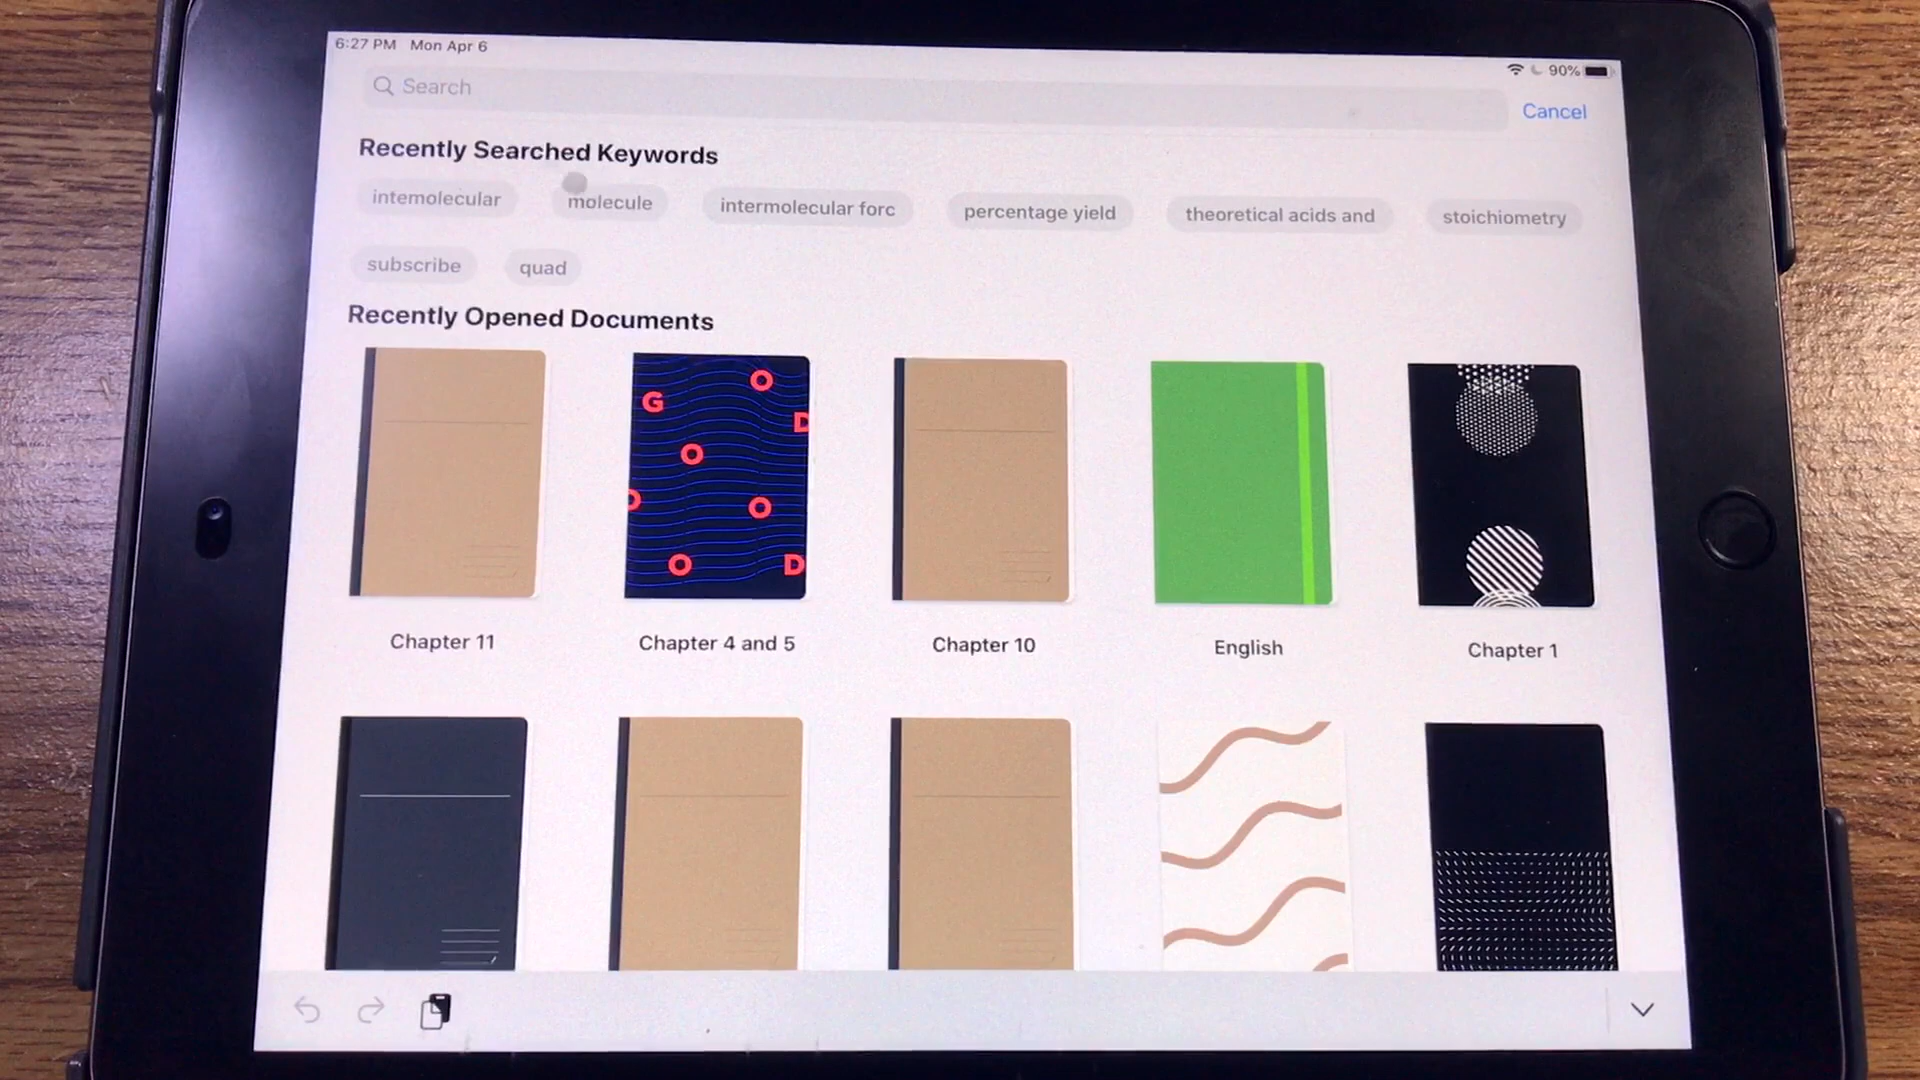 6:27 PM Mon Apr 6
90%
Search
Cancel
Recently Searched Keywords
intemolecular molecule intermolecular forc percentage yield theoretical acids and stoichiometry
subscribe quad
Recently Opened Documents
G O
D
O
O O
O D
Chapter 11 Chapter 4 and 5 Chapter 10 English Chapter 1